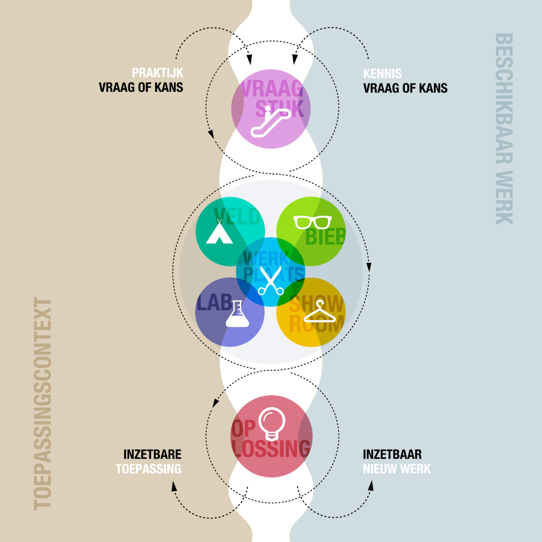 PRAKTIJK
VRAAG OF KANS
KENNIS
VRAAG OF KANS
BESCHIKBAAR WERK
VRAAG
STUK
VELD
BIEB
WERK
PLAATS
LAB
SHOW
ROOM
TOEPASSINGSCONTEXT
OP
LOSSING
INZETBARE
TOEPASSING
INZETBAAR
NIEUW WERK